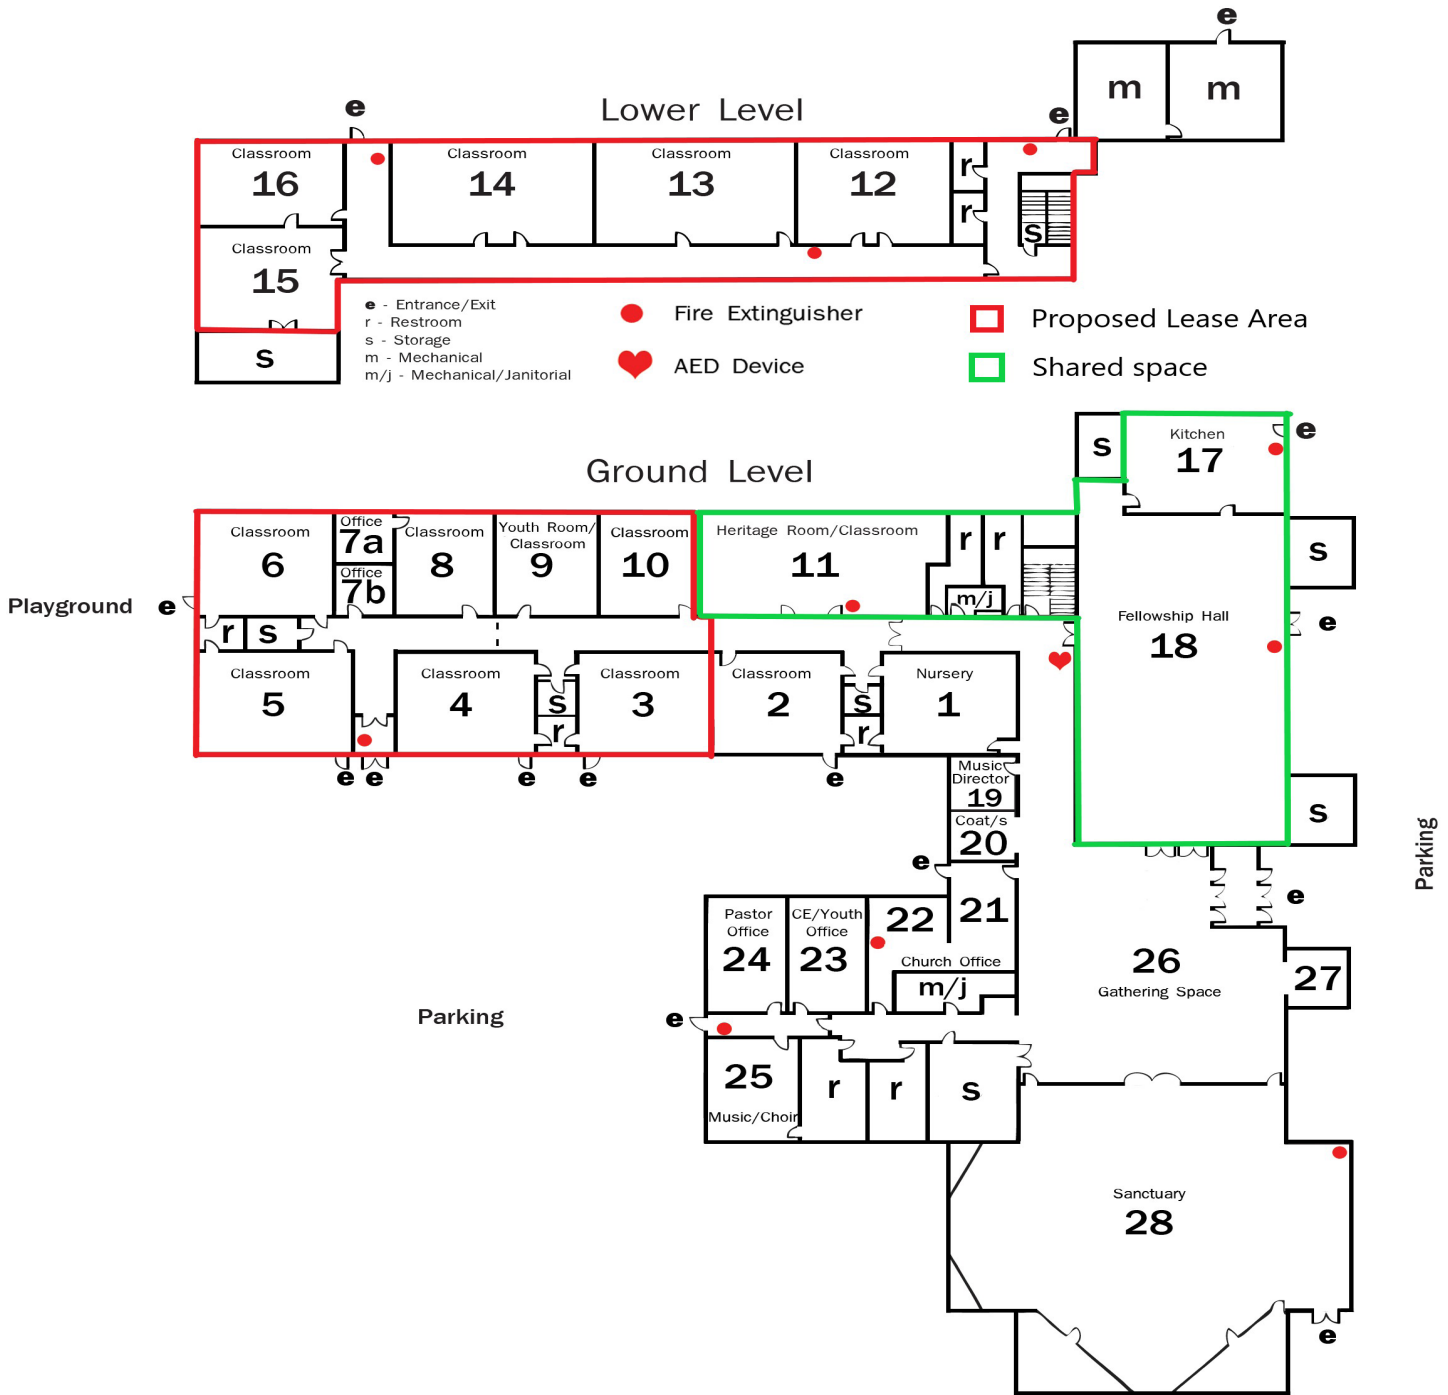 e
m
m
Lower Level
e
e
Classroom
16
Classroom
14
Classroom
13
Classroom
12
r
r
s
Classroom
15
s
e - Entrance/Exit
r - Restroom
s - Storage
m - Mechanical
m/j - Mechanical/Janitorial
Fire Extinguisher
AED Device
Proposed Lease Area
Shared space
Ground Level
s
Kitchen
17
e
Classroom
6
Office
7a
Office
7b
Classroom
8
Youth Room/
Classroom
9
Classroom
10
Heritage Room/Classroom
11
r
r
m/j
s
Playground
e
r
s
Fellowship Hall
18
e
Classroom
5
Classroom
4
s
r
Classroom
3
Classroom
2
s
r
Nursery
1
e
e
e
e
e
Music
Director
19
Coat/s
20
s
Parking
e
21
e
Pastor
Office
24
CE/Youth
Office
23
22
Church Office
m/j
26
Gathering Space
27
Parking
e
25
Music/Choir
r
r
s
Sanctuary
28
e